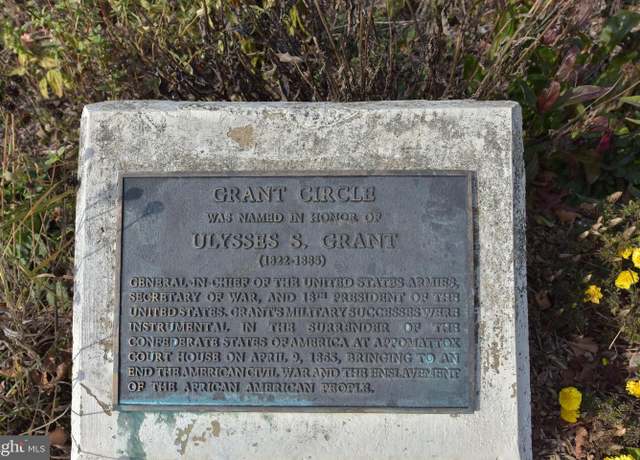 GRANT CIRCLE
WAS NAMED IN HONOR OF
ULYSSES S. GRANT
(1822-1885)
GENERAL-IN-CHIEF OF THE UNITED STATES ARMIES,
SECRETARY OF WAR, AND 18TH PRESIDENT OF THE
UNITED STATES. GRANT'S MILITARY SUCCESSES WERE
INSTRUMENTAL IN THE SURRENDER OF THE
CONFEDERATE STATES OF AMERICA AT APPOMATTOX
COURT HOUSE ON APRIL 9, 1865, BRINGING TO AN
END THE AMERICAN CIVIL WAR AND THE ENSLAVEMENT
OF THE AFRICAN AMERICAN PEOPLE.
ight MLS